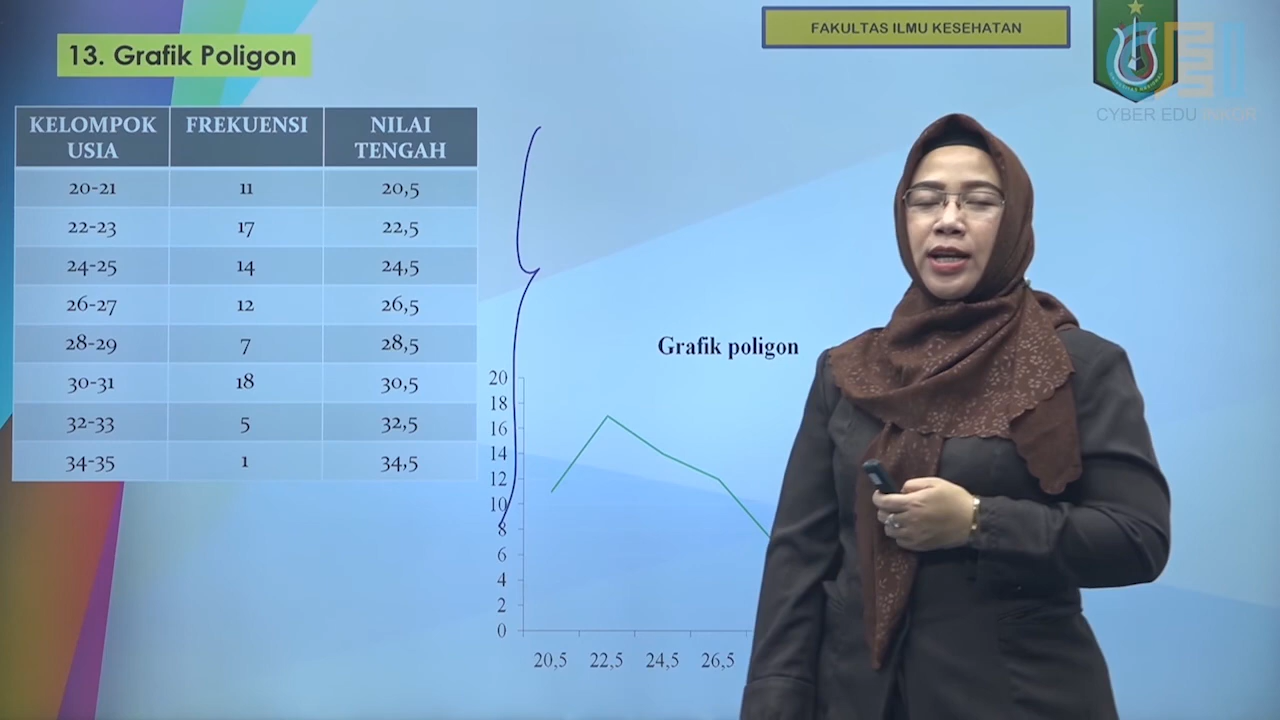 13. Grafik Poligon
FAKULTAS ILMU KESEHATAN
CYBER EDU INKOR
KELOMPOK USIA FREKUENSI NILAI TENGAH
20-21 11 20,5
22-23 17 22,5
24-25 14 24,5
26-27 12 26,5
28-29 7 28,5
30-31 18 30,5
32-33 5 32,5
34-35 1 34,5
Grafik poligon
20
18
16
14
12
10
8
6
4
2
0
20,5 22,5 24,5 26,5